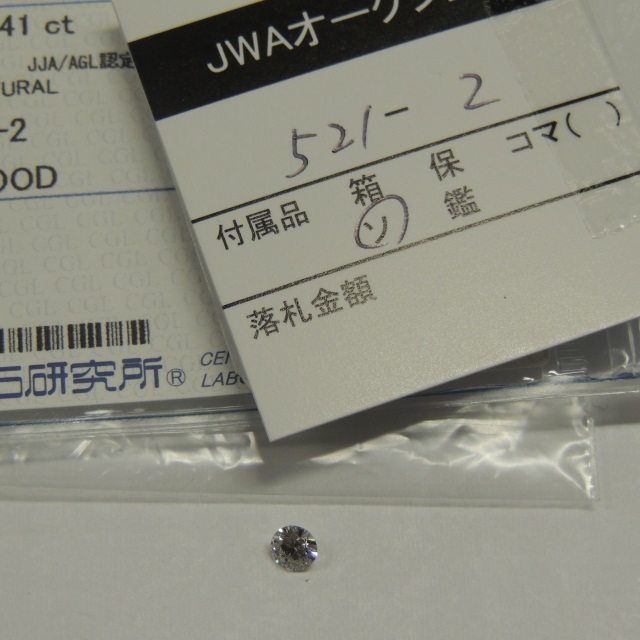 41 ct
JJA/AGL認定
URAL
-2
OOD
石研究所®
CEN
LABO
JWAオークショ
521-2
付属品 箱 保 コマ( )
ソ 鑑
落札金額